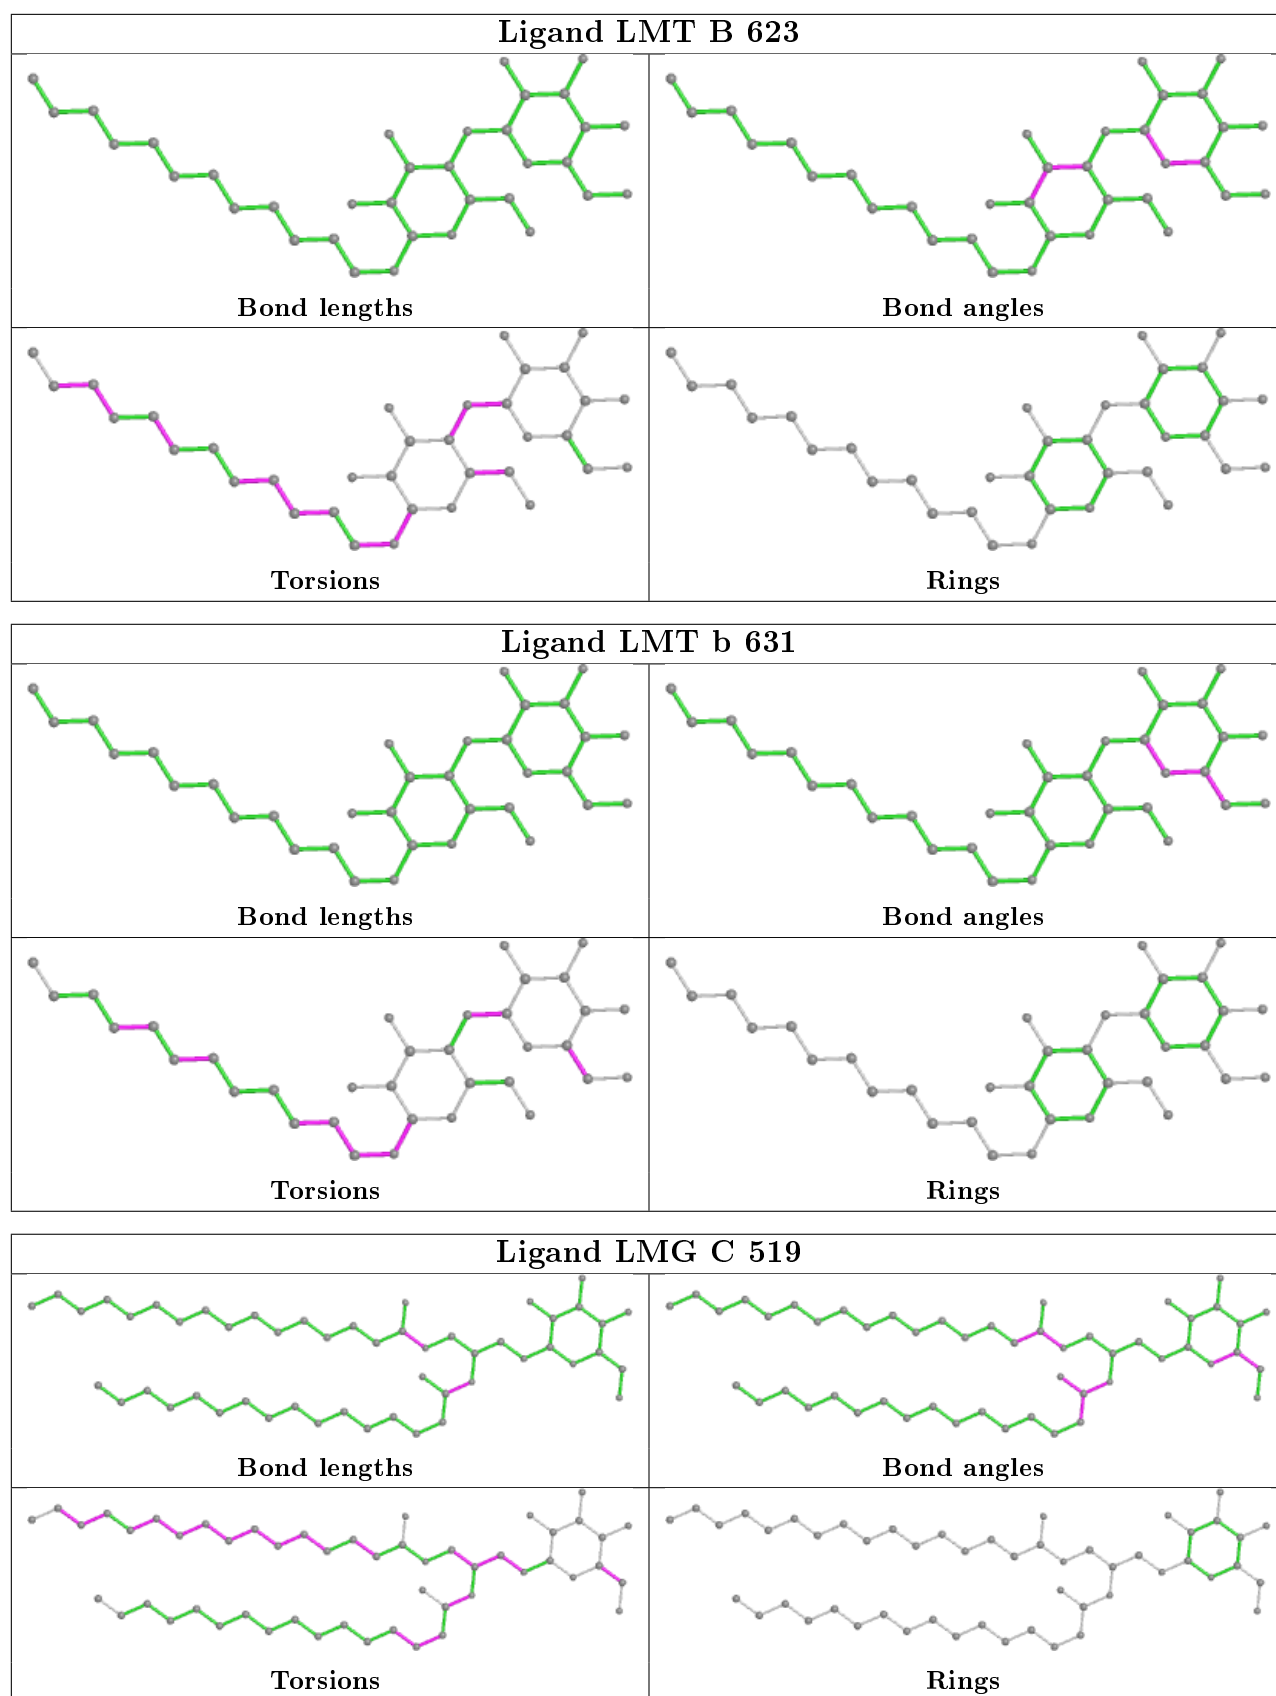 Ligand LMT B 623
Bond lengths
Bond angles
Torsions
Rings
Ligand LMT b 631
Bond lengths
Bond angles
Torsions
Rings
Ligand LMG C 519
Bond lengths
Bond angles
Torsions
Rings